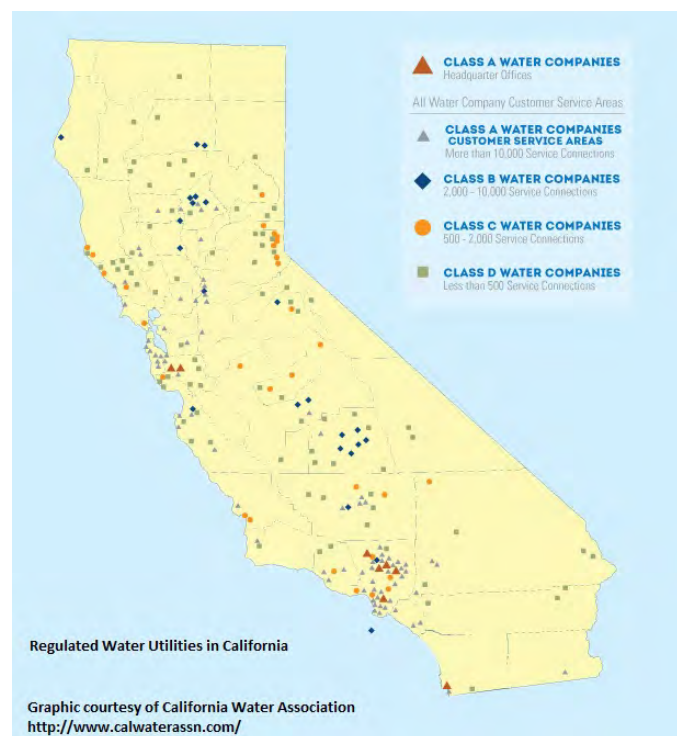 CLASS A WATER COMPANIES
Headquarter Offices
All Water Company Customer Service Areas
CLASS A WATER COMPANIES
CUSTOMER SERVICE AREAS
More than 10,000 Service Connections
CLASS B WATER COMPANIES
2,000 - 10,000 Service Connections
CLASS C WATER COMPANIES
500 - 2,000 Service Connections
CLASS D WATER COMPANIES
Less than 500 Service Connections
Regulated Water Utilities in California
Graphic courtesy of California Water Association
http://www.calwaterassn.com/